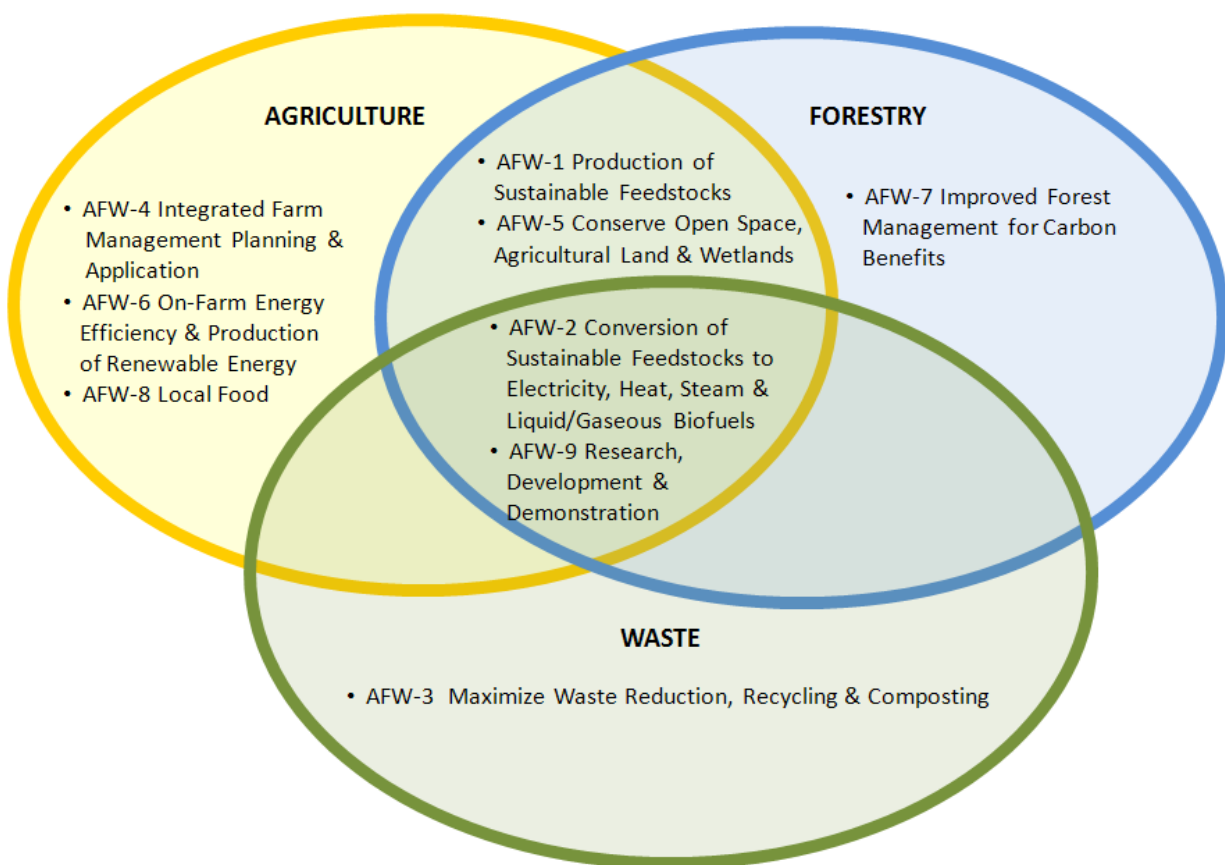 AGRICULTURE
• AFW-4 Integrated Farm
Management Planning &
Application
• AFW-6 On-Farm Energy
Efficiency & Production
of Renewable Energy
• AFW-8 Local Food
• AFW-1 Production of
Sustainable Feedstocks
• AFW-5 Conserve Open Space,
Agricultural Land & Wetlands
FORESTRY
• AFW-7 Improved Forest
Management for Carbon
Benefits
• AFW-2 Conversion of
Sustainable Feedstocks to
Electricity, Heat, Steam &
Liquid/Gaseous Biofuels
• AFW-9 Research,
Development &
Demonstration
WASTE
• AFW-3 Maximize Waste Reduction, Recycling & Composting